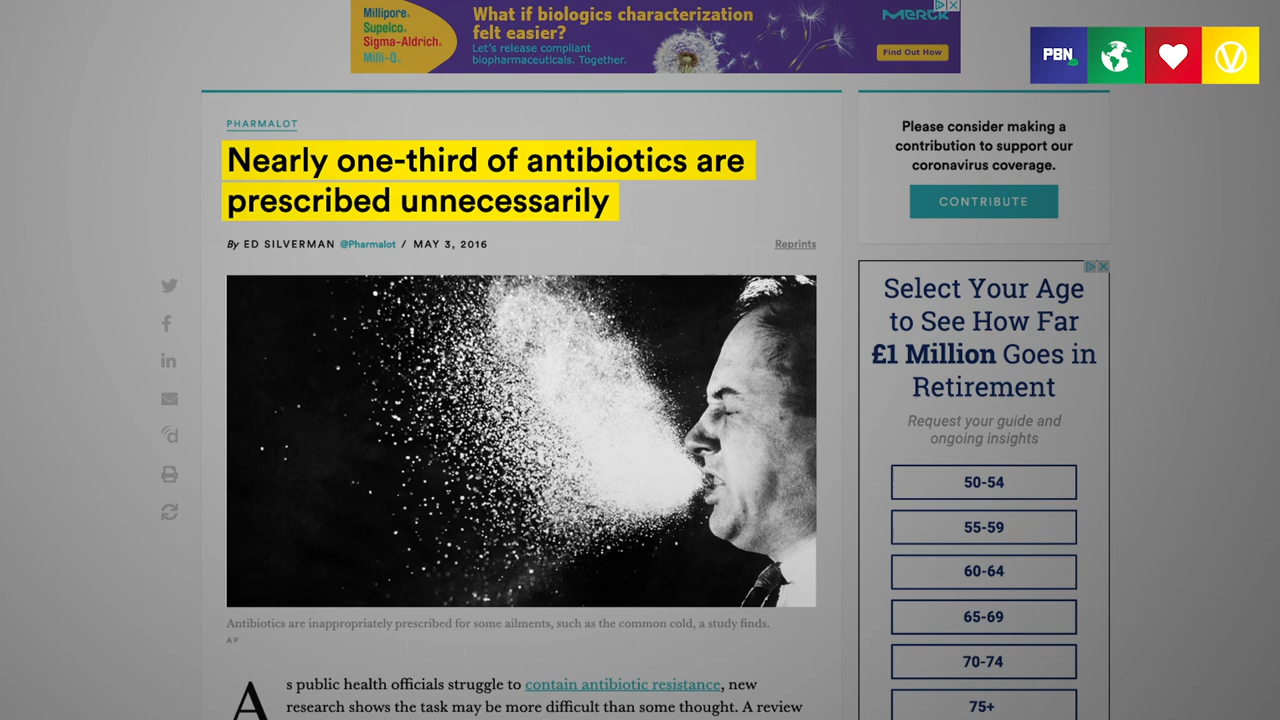 Millipore.
Supelco.
Sigma-Aldrich.
Milli-Q.
What if biologics characterization
felt easier?
Let's release compliant
biopharmaceuticals. Together.
MERCK
Find Out How
PBN
V
PHARMALOT
Nearly one-third of antibiotics are
prescribed unnecessarily
By ED SILVERMAN @Pharmalot / MAY 3, 2016
Reprints
Antibiotics are inappropriately prescribed for some ailments, such as the common cold, a study finds.
AP
As public health officials struggle to contain antibiotic resistance, new
research shows the task may be more difficult than some thought. A review
Please consider making a
contribution to support our
coronavirus coverage.
CONTRIBUTE
Select Your Age
to See How Far
£1 Million Goes in
Retirement
Request your guide and
ongoing insights
50-54
55-59
60-64
65-69
70-74
75+